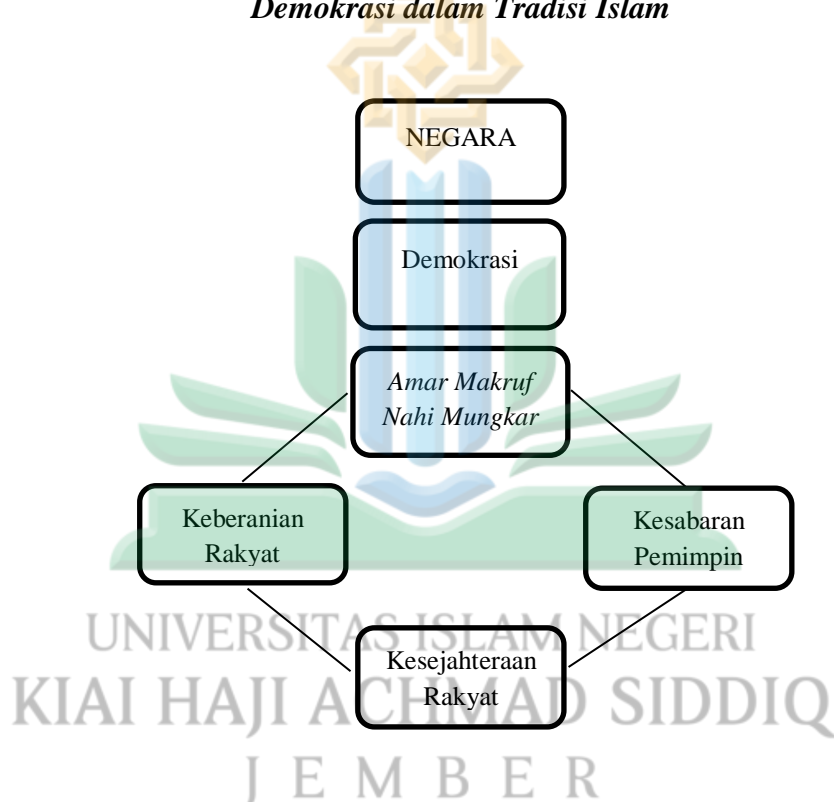 Demokrasi dalam Tradisi Islam
NEGARA
Demokrasi
Amar Makruf
Nahi Mungkar
Keberanian
Rakyat
Kesabaran
Pemimpin
Kesejahteraan
Rakyat
UNIVERSITAS ISLAM NEGERI
KIAI HAJI ACHMAD SIDDIQ
JEMBER